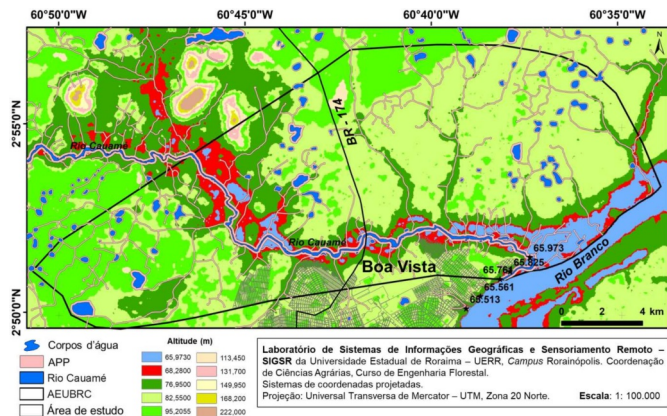 60°50'W
60°45'W
60°40'W
60°35'W
2°55'0"N
2°50'0"N
N
BR-174
Rio Cauamé
Rio Cauamé
Boa Vista
Rio Branco
65.973
65.825
65.761
65.561
65.513
0 2 4 km
Corpos d'água
APP
Rio Cauamé
AEUBRC
Área de estudo
Altitude (m)
65,9730 113,450
68,2800 131,700
76,9500 149,950
82,5500 168,200
95,2055 222,000
Laboratório de Sistemas de Informações Geográficas e Sensoriamento Remoto –
SIGSR da Universidade Estadual de Roraima – UERR, Campus Rorainópolis. Coordenação
de Ciências Agrárias, Curso de Engenharia Florestal.
Sistemas de coordenadas projetadas.
Projeção: Universal Transversa de Mercator – UTM, Zona 20 Norte. Escala: 1: 100.000